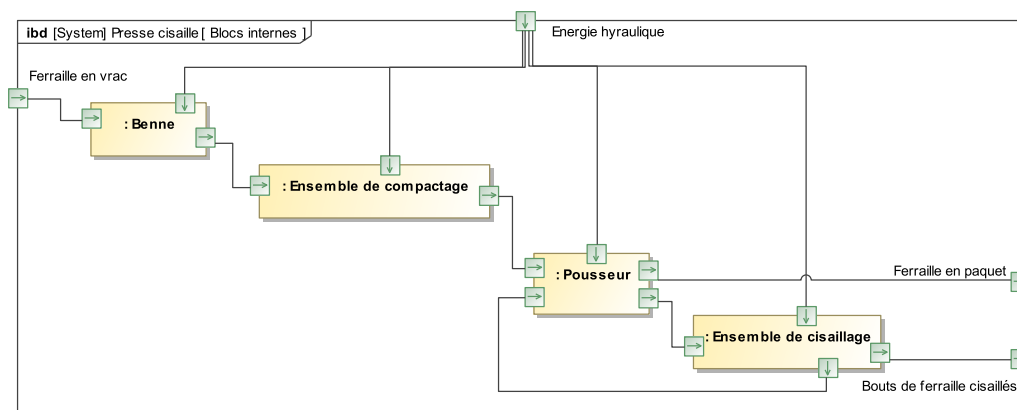 ibd [System] Presse cisaille [ Blocs internes ]
Energie hyraulique
Ferraille en vrac
: Benne
: Ensemble de compactage
: Pousseur
Ferraille en paquet
: Ensemble de cisaillage
Bouts de ferraille cisaillés